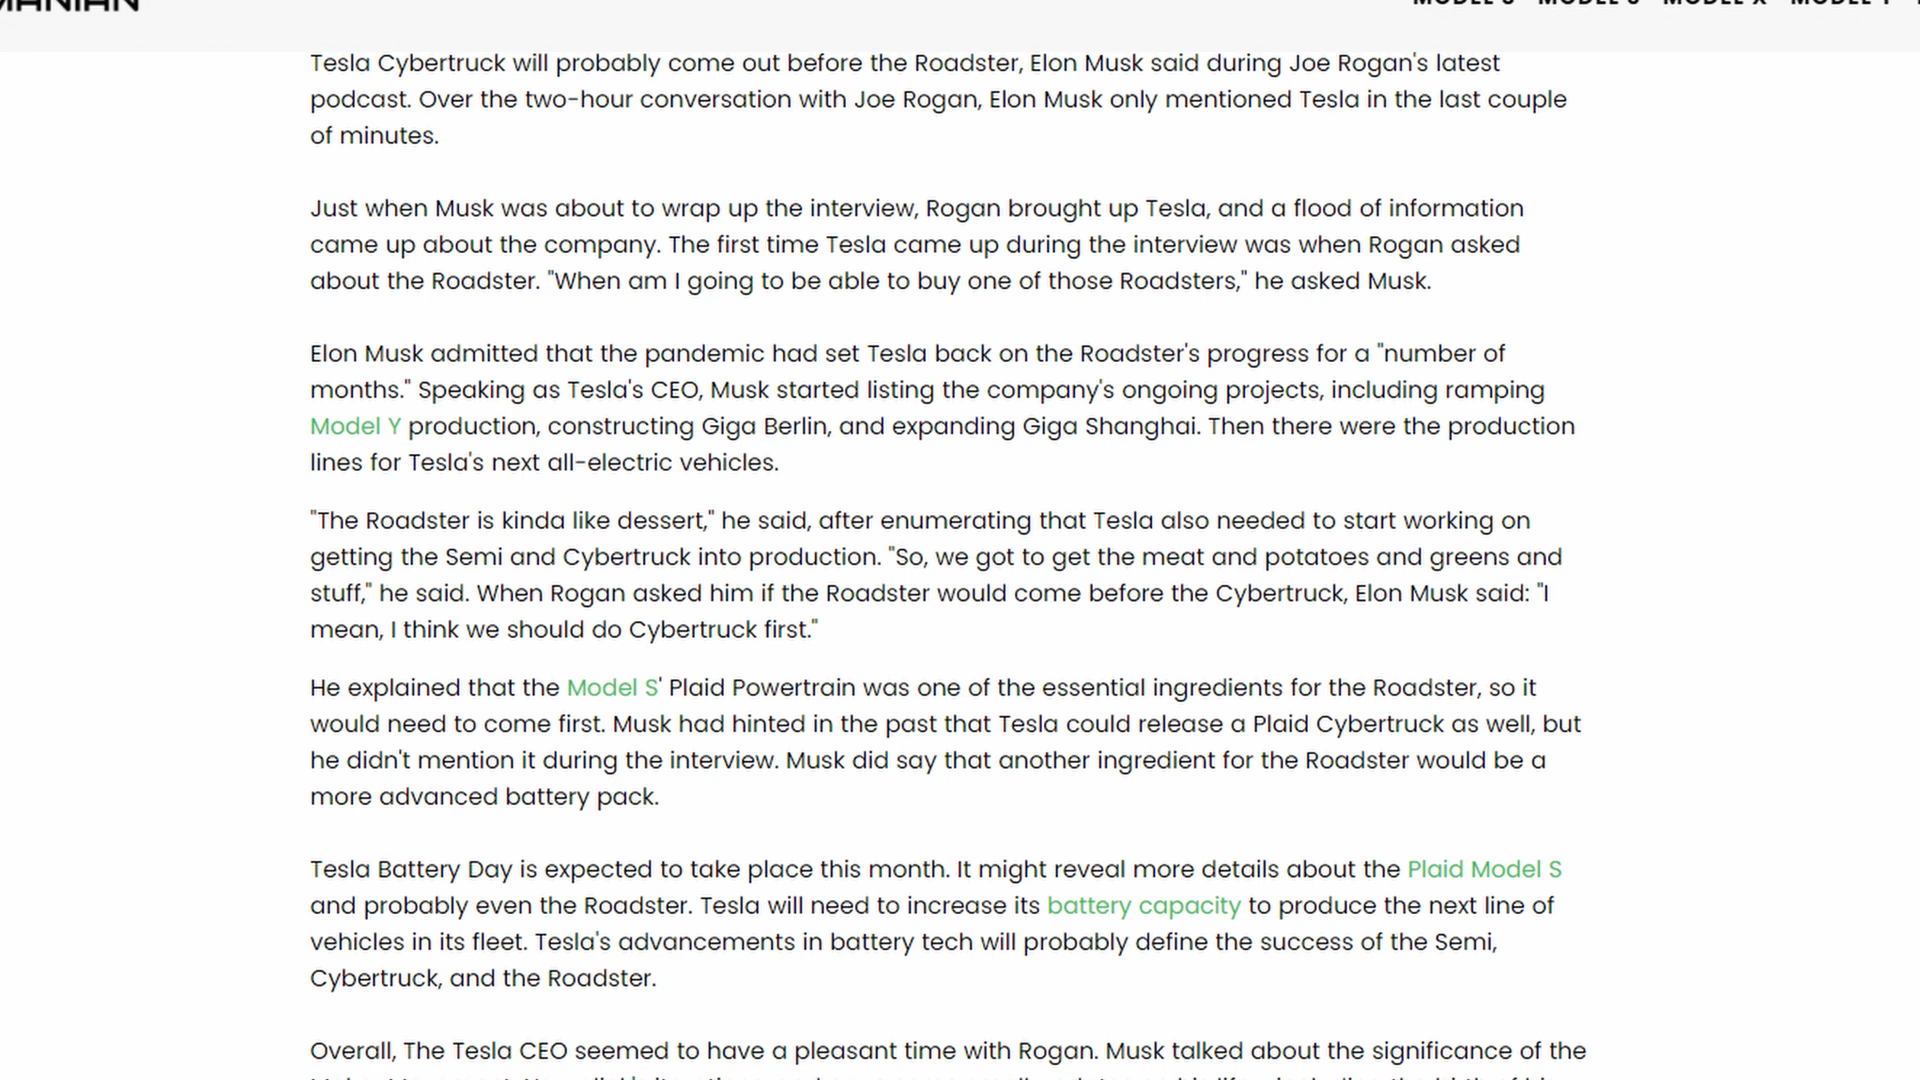 MANIAN
Tesla Cybertruck will probably come out before the Roadster, Elon Musk said during Joe Rogan's latest
podcast. Over the two-hour conversation with Joe Rogan, Elon Musk only mentioned Tesla in the last couple
of minutes.
Just when Musk was about to wrap up the interview, Rogan brought up Tesla, and a flood of information
came up about the company. The first time Tesla came up during the interview was when Rogan asked
about the Roadster. "When am I going to be able to buy one of those Roadsters," he asked Musk.
Elon Musk admitted that the pandemic had set Tesla back on the Roadster's progress for a "number of
months." Speaking as Tesla's CEO, Musk started listing the company's ongoing projects, including ramping
Model Y production, constructing Giga Berlin, and expanding Giga Shanghai. Then there were the production
lines for Tesla's next all-electric vehicles.
"The Roadster is kinda like dessert," he said, after enumerating that Tesla also needed to start working on
getting the Semi and Cybertruck into production. "So, we got to get the meat and potatoes and greens and
stuff," he said. When Rogan asked him if the Roadster would come before the Cybertruck, Elon Musk said: "I
mean, I think we should do Cybertruck first."
He explained that the Model S' Plaid Powertrain was one of the essential ingredients for the Roadster, so it
would need to come first. Musk had hinted in the past that Tesla could release a Plaid Cybertruck as well, but
he didn't mention it during the interview. Musk did say that another ingredient for the Roadster would be a
more advanced battery pack.
Tesla Battery Day is expected to take place this month. It might reveal more details about the Plaid Model S
and probably even the Roadster. Tesla will need to increase its battery capacity to produce the next line of
vehicles in its fleet. Tesla's advancements in battery tech will probably define the success of the Semi,
Cybertruck, and the Roadster.
Overall, The Tesla CEO seemed to have a pleasant time with Rogan. Musk talked about the significance of the